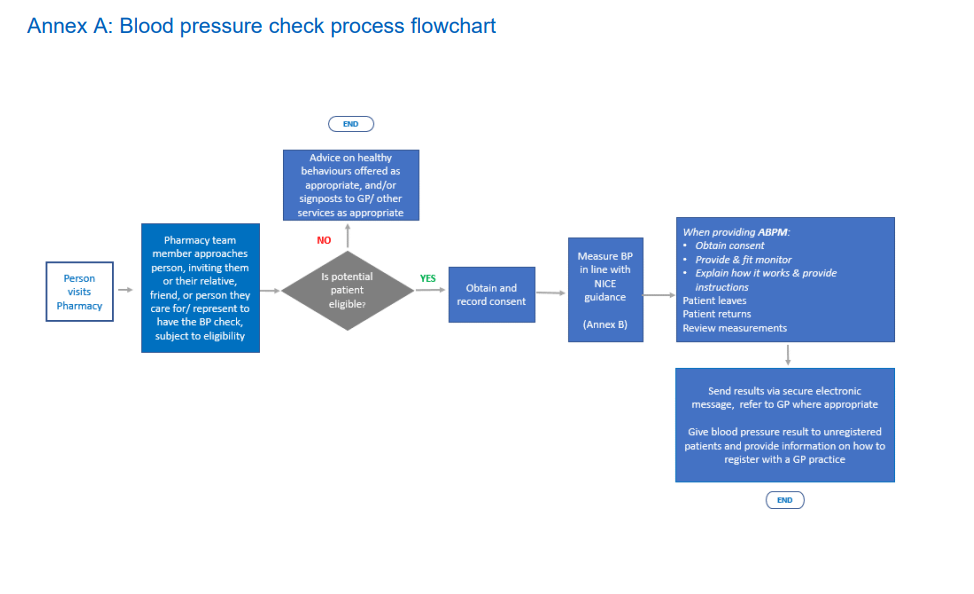 Annex A: Blood pressure check process flowchart
END
Advice on healthy
behaviours offered as
appropriate, and/or
signposts to GP/ other
services as appropriate
NO
Person
visits
Pharmacy
Pharmacy team
member approaches
person, inviting them
or their relative,
friend, or person they
care for/ represent to
have the BP check,
subject to eligibility
Is potential
patient
eligible?
YES
Obtain and
record consent
Measure BP
in line with
NICE
guidance
(Annex B)
When providing ABPM:
• Obtain consent
• Provide & fit monitor
• Explain how it works & provide
instructions
Patient leaves
Patient returns
Review measurements
Send results via secure electronic
message, refer to GP where appropriate
Give blood pressure result to unregistered
patients and provide information on how to
register with a GP practice
END